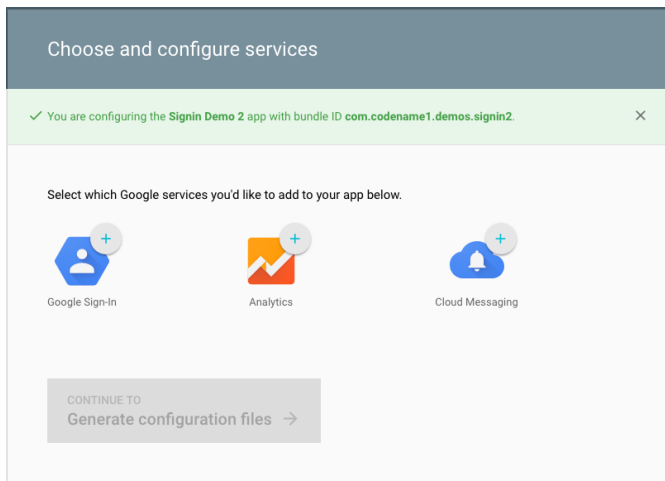 Choose and configure services
You are configuring the Signin Demo 2 app with bundle ID com.codename1.demos.signin2.
Select which Google services you'd like to add to your app below.
Google Sign-In
Analytics
Cloud Messaging
CONTINUE TO
Generate configuration files